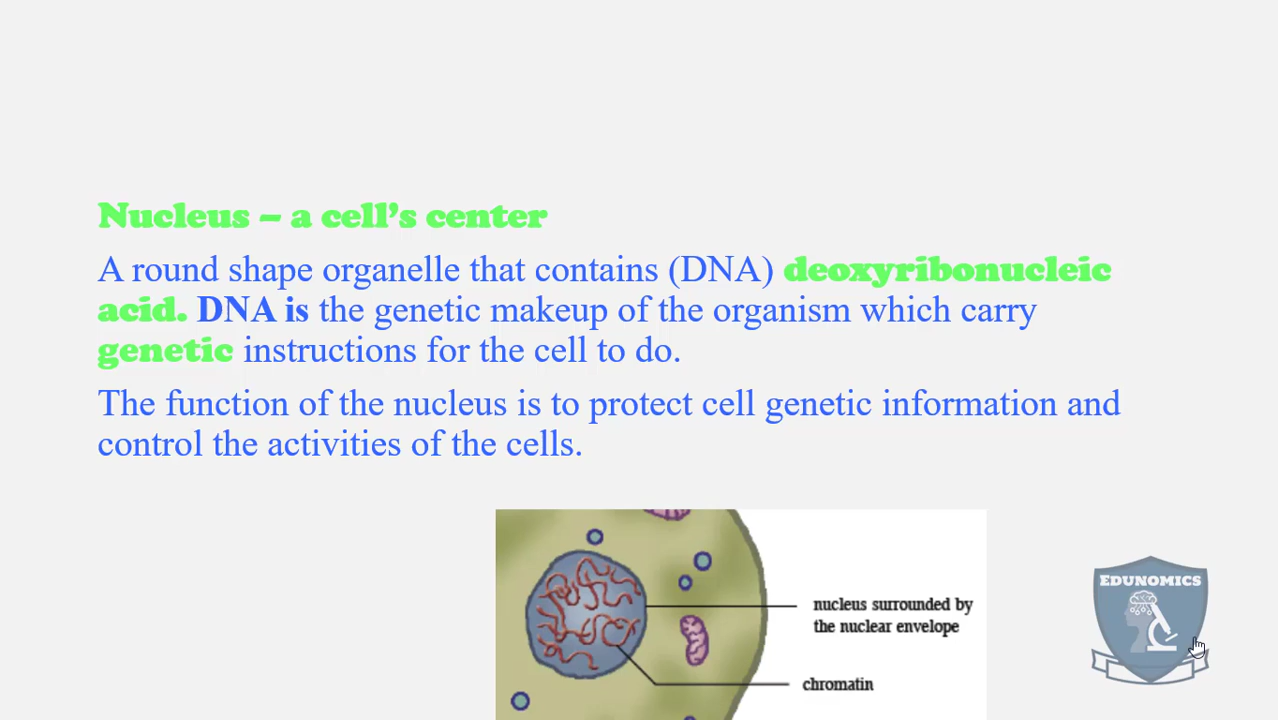 Nucleus – a cell's center
A round shape organelle that contains (DNA) deoxyribonucleic
acid. DNA is the genetic makeup of the organism which carry
genetic instructions for the cell to do.
The function of the nucleus is to protect cell genetic information and
control the activities of the cells.
nucleus surrounded by
the nuclear envelope
chromatin
EDUNOMICS